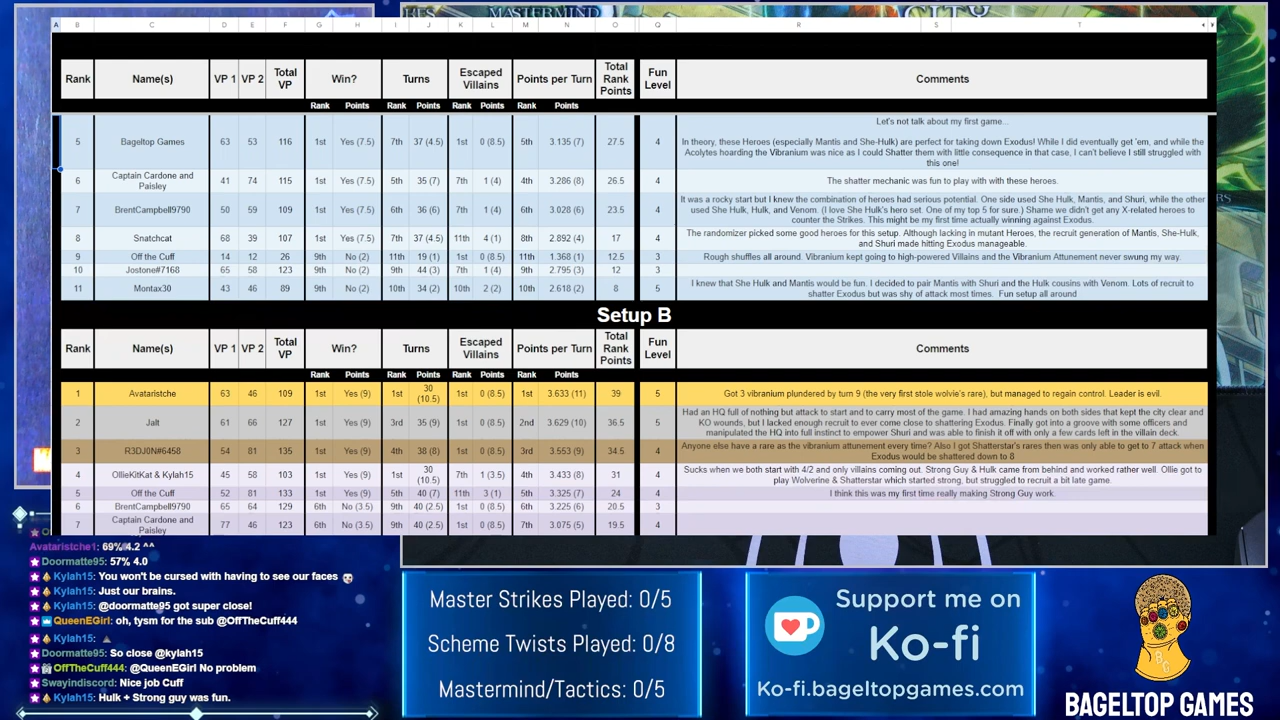 MASTERMIND
CITY
A B C D E F G H I J K L M N O Q R S T
Rank Name(s) VP 1 VP 2 Total VP Win? Turns Escaped Villains Points per Turn Total Rank Points Fun Level Comments
Rank Points Rank Points Rank Points Rank Points
Let's not talk about my first game...
5 Bageltop Games 63 53 116 1st Yes (7.5) 7th 37 (4.5) 1st 0 (8.5) 5th 3.135 (7) 27.5 4 In theory, these Heroes (especially Mantis and She-Hulk) are perfect for taking down Exodus! While I did eventually get 'em, and while the
Acolytes hoarding the Vibranium was nice as I could Shatter them with little consequence in that case, I can't believe I still struggled with
this one!
6 Captain Cardone and Paisley 41 74 115 1st Yes (7.5) 5th 35 (7) 7th 1 (4) 4th 3.286 (8) 26.5 4 The shatter mechanic was fun to play with with these heroes.
7 BrentCampbell9790 50 59 109 1st Yes (7.5) 6th 36 (6) 7th 1 (4) 6th 3.028 (6) 23.5 4 It was a rocky start but I knew the combination of heroes had serious potential. One side used She Hulk, Mantis, and Shuri, while the other
used She Hulk, Hulk, and Venom. (I love She Hulk's hero set. One of my top 5 for sure.) Shame we didn't get any X-related heroes to
counter the Strikes. This might be my first time actually winning against Exodus.
8 Snatchcat 68 39 107 1st Yes (7.5) 7th 37 (4.5) 11th 4 (1) 8th 2.892 (4) 17 4 The randomizer picked some good heroes for this setup. Although lacking in mutant Heroes, the recruit generation of Mantis, She-Hulk,
and Shuri made hitting Exodus manageable.
9 Off the Cuff 14 12 26 9th No (2) 11th 19 (1) 1st 0 (8.5) 11th 1.368 (1) 12.5 3 Rough shuffles all around. Vibranium kept going to high-powered Villains and the Vibranium Attunement never swung my way.
10 Jostone#7168 65 58 123 9th No (2) 9th 44 (3) 7th 1 (4) 9th 2.795 (3) 12 3
11 Montax30 43 46 89 9th No (2) 10th 34 (2) 10th 2 (2) 10th 2.618 (2) 8 5 I knew that She Hulk and Mantis would be fun. I decided to pair Mantis with Shuri and the Hulk cousins with Venom. Lots of recruit to
shatter Exodus but was shy of attack most times. Fun setup all around
Setup B
Rank Name(s) VP 1 VP 2 Total VP Win? Turns Escaped Villains Points per Turn Total Rank Points Fun Level Comments
Rank Points Rank Points Rank Points Rank Points
1 Avataristche 63 46 109 1st Yes (9) 1st 30 (10.5) 1st 0 (8.5) 1st 3.633 (11) 39 5 Got 3 vibranium plundered by turn 9 (the very first stole wolvie's rare), but managed to regain control. Leader is evil.
2 Jalt 61 66 127 1st Yes (9) 3rd 35 (9) 1st 0 (8.5) 2nd 3.629 (10) 36.5 4 Had an HQ full of nothing but attack to start and to carry most of the game. I had amazing hands on both sides that kept the city clear and
KO wounds, but I lacked enough recruit to ever come close to shattering Exodus. Finally got into a groove with some officers and
manipulated the HQ into full instinct to empower Shuri and was able to finish it off with only a few cards left in the villain deck.
3 R3DJ0N#6458 54 81 135 1st Yes (9) 4th 38 (8) 1st 0 (8.5) 3rd 3.553 (9) 34.5 4 Anyone else have a rare as the vibranium attunement every time? Also I got Shatterstar's rares then was only able to get to 7 attack when
Exodus would be shattered down to 8
4 OllieKitKat & Kylah15 45 58 103 1st Yes (9) 1st 30 (10.5) 7th 1 (3.5) 4th 3.433 (8) 31 4 Sucks when we both start with 4/2 and only villains coming out. Strong Guy & Hulk came from behind and worked rather well. Ollie got to
play Wolverine & Shatterstar which started strong, but struggled to recruit a bit late game.
5 Off the Cuff 52 81 133 1st Yes (9) 5th 40 (7) 11th 3 (1) 5th 3.325 (7) 24 4 I think this was my first time really making Strong Guy work.
6 BrentCampbell9790 65 64 129 6th No (3.5) 9th 40 (2.5) 1st 0 (8.5) 6th 3.225 (6) 20.5 3
7 Captain Cardone and Paisley 77 46 123 6th No (3.5) 9th 40 (2.5) 1st 0 (8.5) 7th 3.075 (5) 19.5 4
Avataristche1: 69% 4.2 ^^
Doormatte95: 57% 4.0
Kylah15: You won't be cursed with having to see our faces
Kylah15: Just our brains.
Kylah15: @doormatte95 got super close!
QueenEGirl: oh, tysm for the sub @OffTheCuff444
Kylah15:
Doormatte95: So close @kylah15
OffTheCuff444: @QueenEGirl No problem
Swayindiscord: Nice job Cuff
Kylah15: Hulk + Strong guy was fun.
Master Strikes Played: 0/5
Scheme Twists Played: 0/8
Mastermind/Tactics: 0/5
Support me on
Ko-fi
Ko-fi.bageltopgames.com
BG
BAGELTOP GAMES